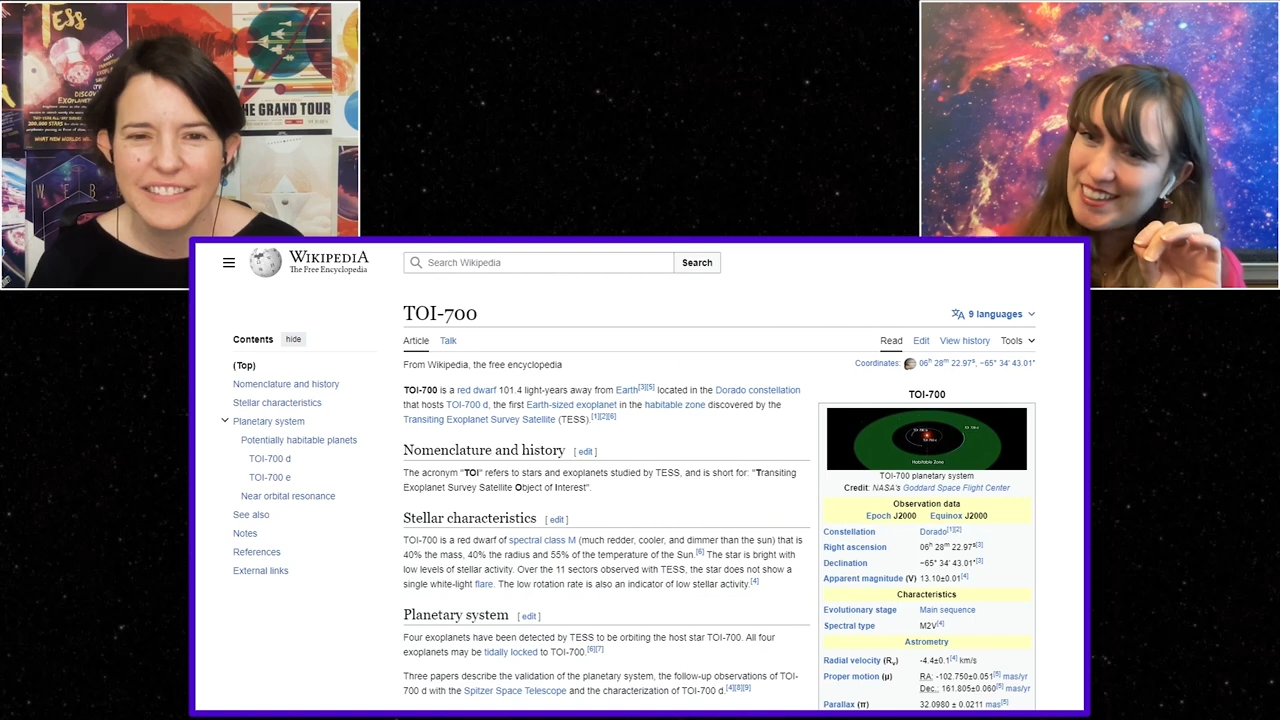 TESS
DISCO
EXOPLANET
TWO-YEAR ALL-SKY SURVEY
200,000 STARS
WHAT NEW WORLDS
THE GRAND TOUR
WEB
WIKIPEDIA
The Free Encyclopedia
Search Wikipedia
Search
TOI-700
9 languages
Contents hide
Article Talk
Read Edit View history Tools
(Top)
Nomenclature and history
Stellar characteristics
Planetary system
Potentially habitable planets
TOI-700 d
TOI-700 e
Near orbital resonance
See also
Notes
References
External links
From Wikipedia, the free encyclopedia
Coordinates: 06h 28m 22.97s, −65° 34′ 43.01″
TOI-700 is a red dwarf 101.4 light-years away from Earth[3][5] located in the Dorado constellation
that hosts TOI-700 d, the first Earth-sized exoplanet in the habitable zone discovered by the
Transiting Exoplanet Survey Satellite (TESS).[1][2][6]
Nomenclature and history [ edit ]
The acronym "TOI" refers to stars and exoplanets studied by TESS, and is short for: "Transiting
Exoplanet Survey Satellite Object of Interest".
Stellar characteristics [ edit ]
TOI-700 is a red dwarf of spectral class M (much redder, cooler, and dimmer than the sun) that is
40% the mass, 40% the radius and 55% of the temperature of the Sun.[6] The star is bright with
low levels of stellar activity. Over the 11 sectors observed with TESS, the star does not show a
single white-light flare. The low rotation rate is also an indicator of low stellar activity.[4]
Planetary system [ edit ]
Four exoplanets have been detected by TESS to be orbiting the host star TOI-700. All four
exoplanets may be tidally locked to TOI-700.[6][7]
Three papers describe the validation of the planetary system, the follow-up observations of TOI-
700 d with the Spitzer Space Telescope and the characterization of TOI-700 d.[4][8][9]
TOI-700
Habitable Zone
TOI-700 planetary system
Credit: NASA's Goddard Space Flight Center
Observation data
Epoch J2000 Equinox J2000
Constellation Dorado[1][2]
Right ascension 06h 28m 22.97s[3]
Declination −65° 34′ 43.01″[3]
Apparent magnitude (V) 13.10±0.01[4]
Characteristics
Evolutionary stage Main sequence
Spectral type M2V[4]
Astrometry
Radial velocity (Rv) -4.4±0.1[4] km/s
Proper motion (μ) RA: -102.750±0.051[5] mas/yr
Dec.: 161.805±0.060[5] mas/yr
Parallax (π) 32.0980 ± 0.0211 mas[5]